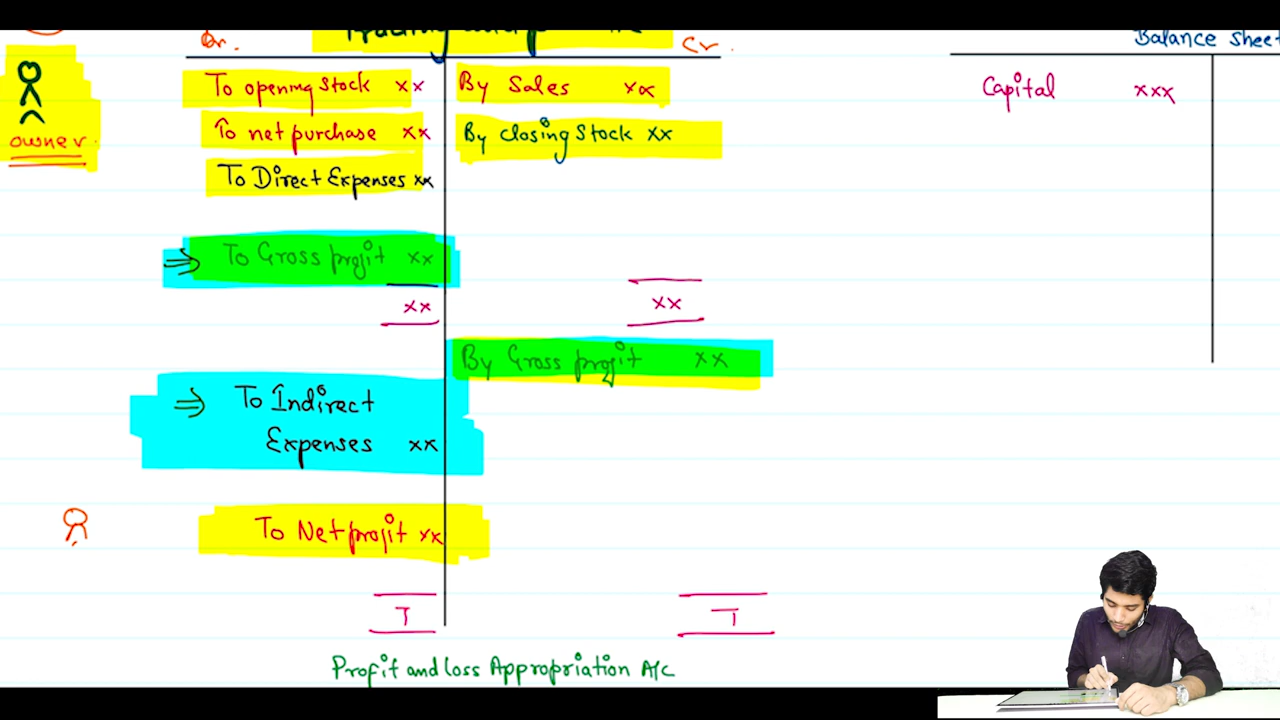 Dr. Cr.
Balance Sheet
To opening stock xx By Sales xx
Capital xxx
To net purchase xx By closing Stock xx
owner.
To Direct Expenses xx
⇒ To Gross profit xx
xx xx
By Gross profit xx
⇒ To Indirect
Expenses xx
To Net profit xx
T T
Profit and loss Appropriation A/C